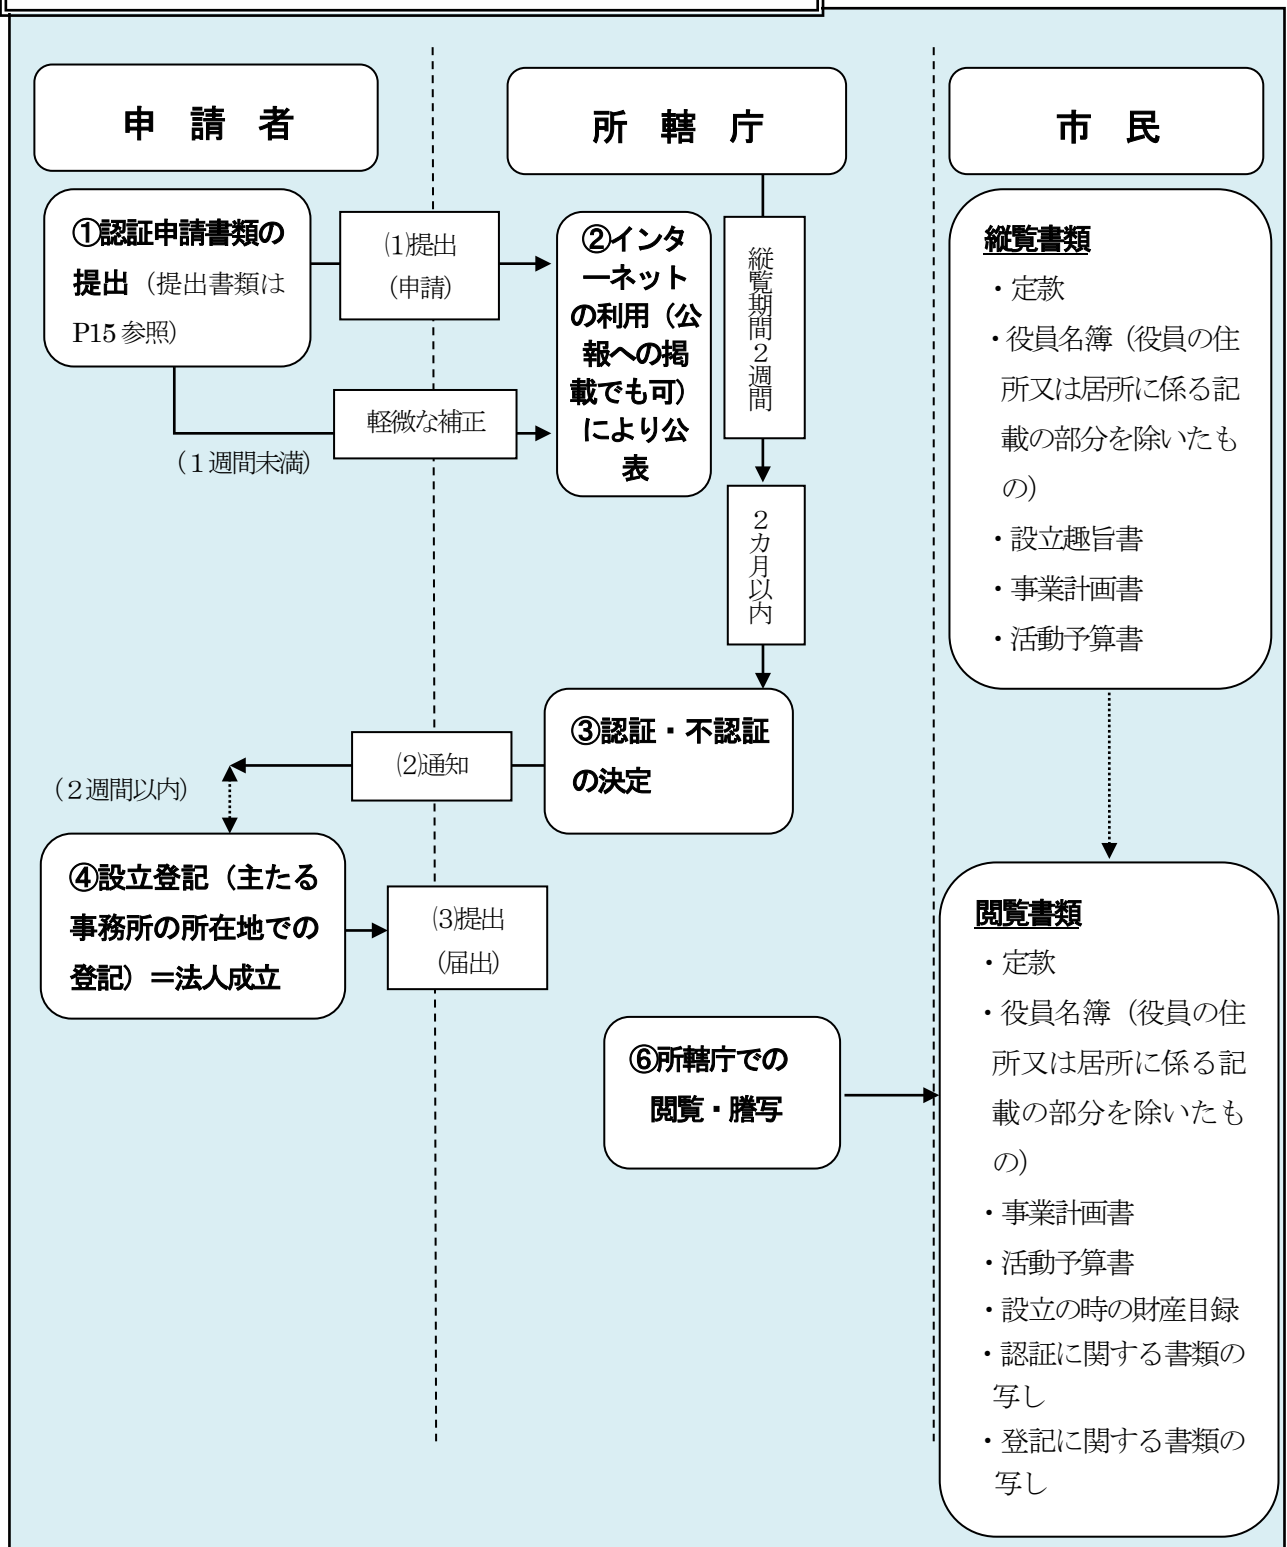 申請者
所轄庁
市民
①認証申請書類の
提出（提出書類は
P15参照）
⑴提出
（申請）
軽微な補正
（１週間未満）
②インタ
ーネット
の利用（公
報への掲
載でも可）
により公
表
縦覧期間２週間
２カ月以内
縦覧書類
・定款
・役員名簿（役員の住
所又は居所に係る記
載の部分を除いたも
の）
・設立趣旨書
・事業計画書
・活動予算書
③認証・不認証
の決定
⑵通知
（２週間以内）
④設立登記（主たる
事務所の所在地での
登記）＝法人成立
⑶提出
（届出）
⑥所轄庁での
閲覧・謄写
閲覧書類
・定款
・役員名簿（役員の住
所又は居所に係る記
載の部分を除いたも
の）
・事業計画書
・活動予算書
・設立の時の財産目録
・認証に関する書類の
写し
・登記に関する書類の
写し